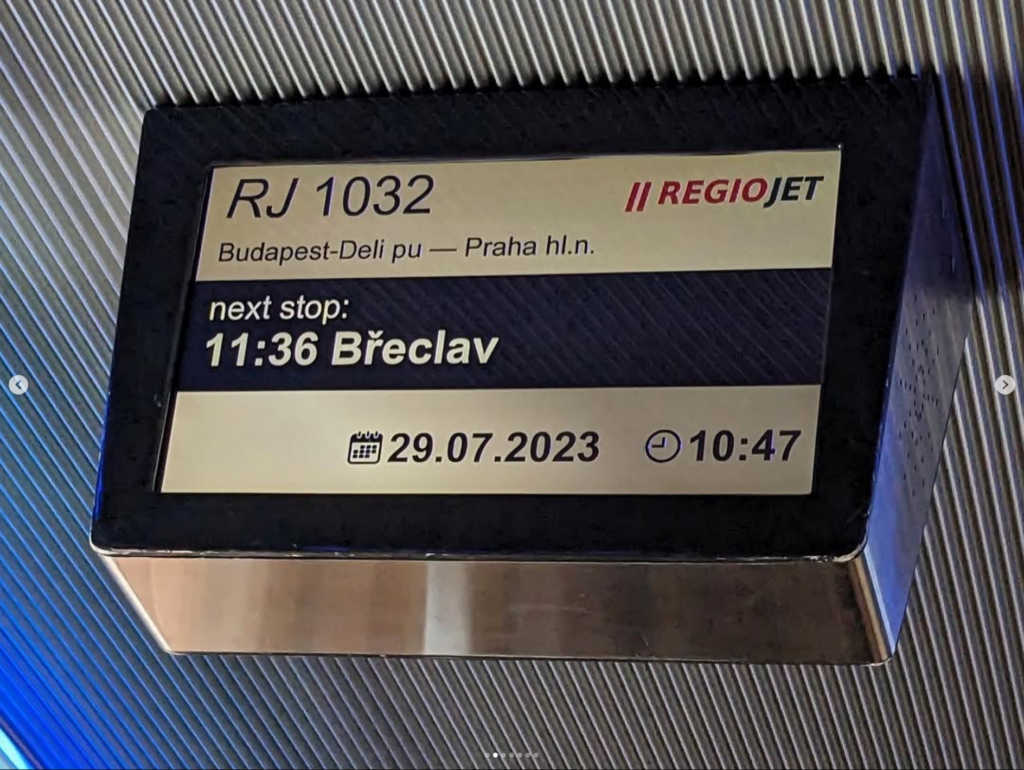 RJ 1032
REGIOJET
Budapest-Deli pu — Praha hl.n.
next stop:
11:36 Břeclav
29.07.2023
10:47